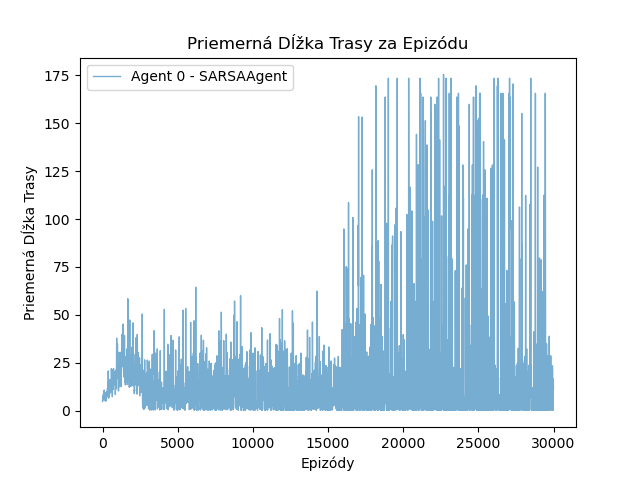 Priemerná Dĺžka Trasy za Epizódu
Agent 0 - SARSAAgent
Priemerná Dĺžka Trasy
175
150
125
100
75
50
25
0
0 5000 10000 15000 20000 25000 30000
Epizódy